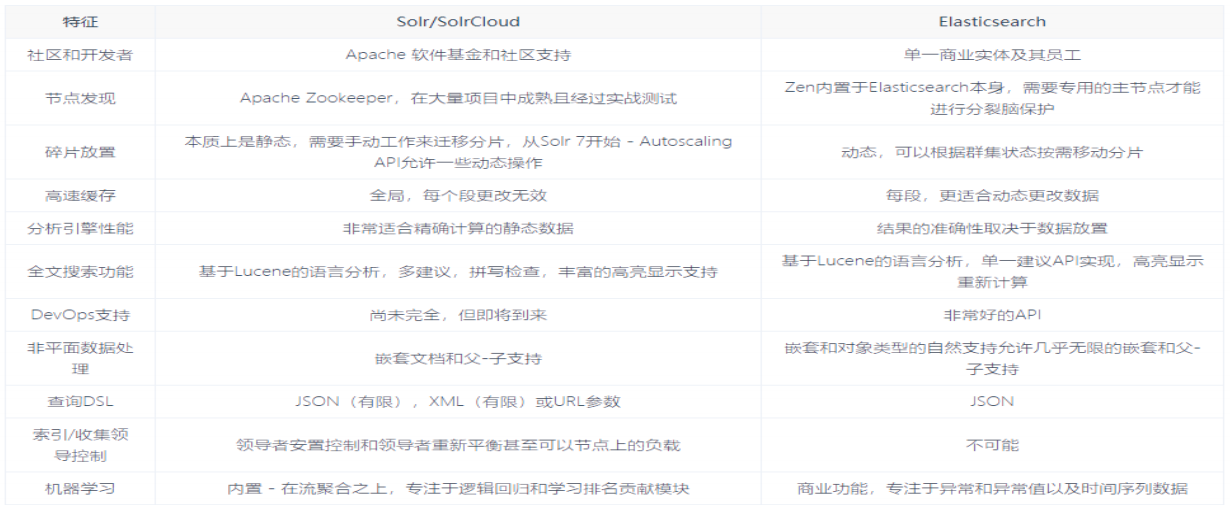 特征 Solr/SolrCloud Elasticsearch
社区和开发者 Apache 软件基金和社区支持 单一商业实体及其员工
节点发现 Apache Zookeeper，在大量项目中成熟且经过实战测试 Zen内置于Elasticsearch本身，需要专用的主节点才能
进行分裂脑保护
碎片放置 本质上是静态，需要手动工作来迁移分片，从Solr 7开始 - Autoscaling
API允许一些动态操作 动态，可以根据群集状态按需移动分片
高速缓存 全局，每个段更改无效 每段，更适合动态更改数据
分析引擎性能 非常适合精确计算的静态数据 结果的准确性取决于数据放置
全文搜索功能 基于Lucene的语言分析，多建议，拼写检查，丰富的高亮显示支持 基于Lucene的语言分析，单一建议API实现，高亮显示
重新计算
DevOps支持 尚未完全，但即将到来 非常好的API
非平面数据处
理 嵌套文档和父-子支持 嵌套和对象类型的自然支持允许几乎无限的嵌套和父-
子支持
查询DSL JSON（有限），XML（有限）或URL参数 JSON
索引/收集领
导控制 领导者安置控制和领导者重新平衡甚至可以节点上的负载 不可能
机器学习 内置 - 在流聚合之上，专注于逻辑回归和学习排名贡献模块 商业功能，专注于异常和异常值以及时间序列数据